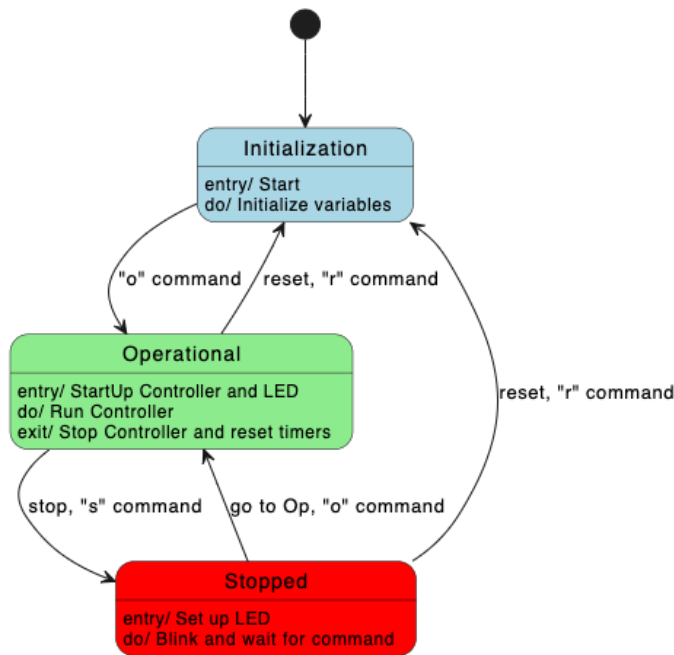 Initialization
entry/ Start
do/ Initialize variables
"o" command
reset, "r" command
Operational
entry/ StartUp Controller and LED
do/ Run Controller
exit/ Stop Controller and reset timers
reset, "r" command
stop, "s" command
go to Op, "o" command
Stopped
entry/ Set up LED
do/ Blink and wait for command